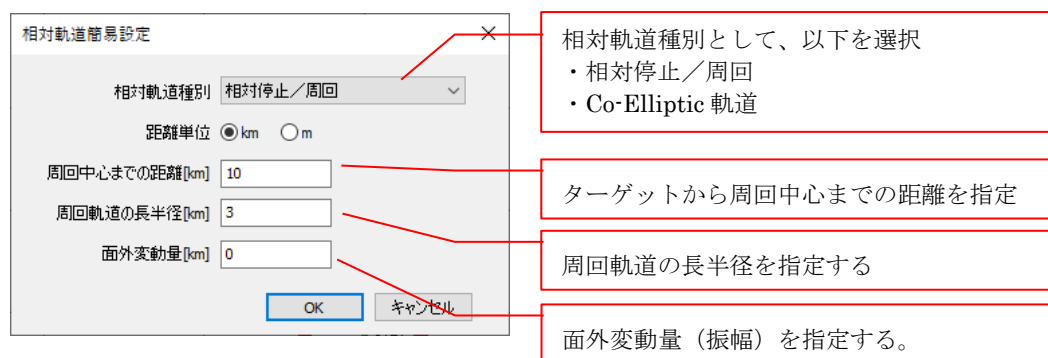 相対軌道簡易設定
相対軌道種別 相対停止／周回
距離単位 km m
周回中心までの距離[km] 10
周回軌道の長半径[km] 3
面外変動量[km] 0
OK キャンセル
相対軌道種別として、以下を選択
・相対停止／周回
・Co-Elliptic 軌道
ターゲットから周回中心までの距離を指定
周回軌道の長半径を指定する
面外変動量（振幅）を指定する。